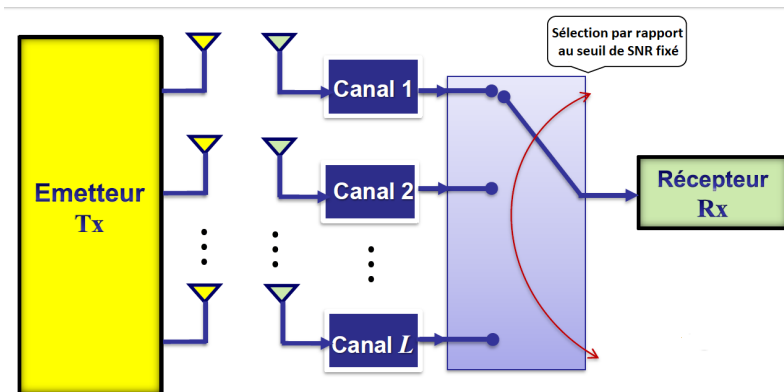 Sélection par rapport
au seuil de SNR fixé
Emetteur
Tx
Canal 1
Canal 2
Canal L
Récepteur
Rx